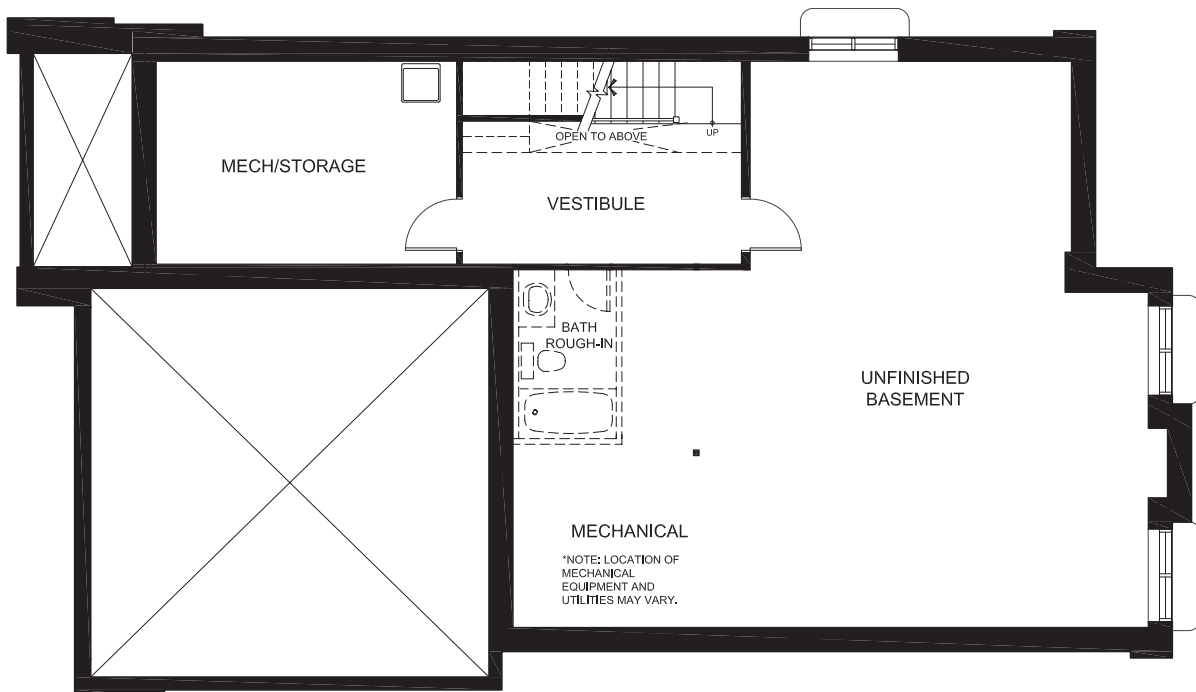 OPEN TO ABOVE
UP
MECH/STORAGE
VESTIBULE
BATH
ROUGH-IN
UNFINISHED
BASEMENT
MECHANICAL
*NOTE: LOCATION OF
MECHANICAL
EQUIPMENT AND
UTILITIES MAY VARY.